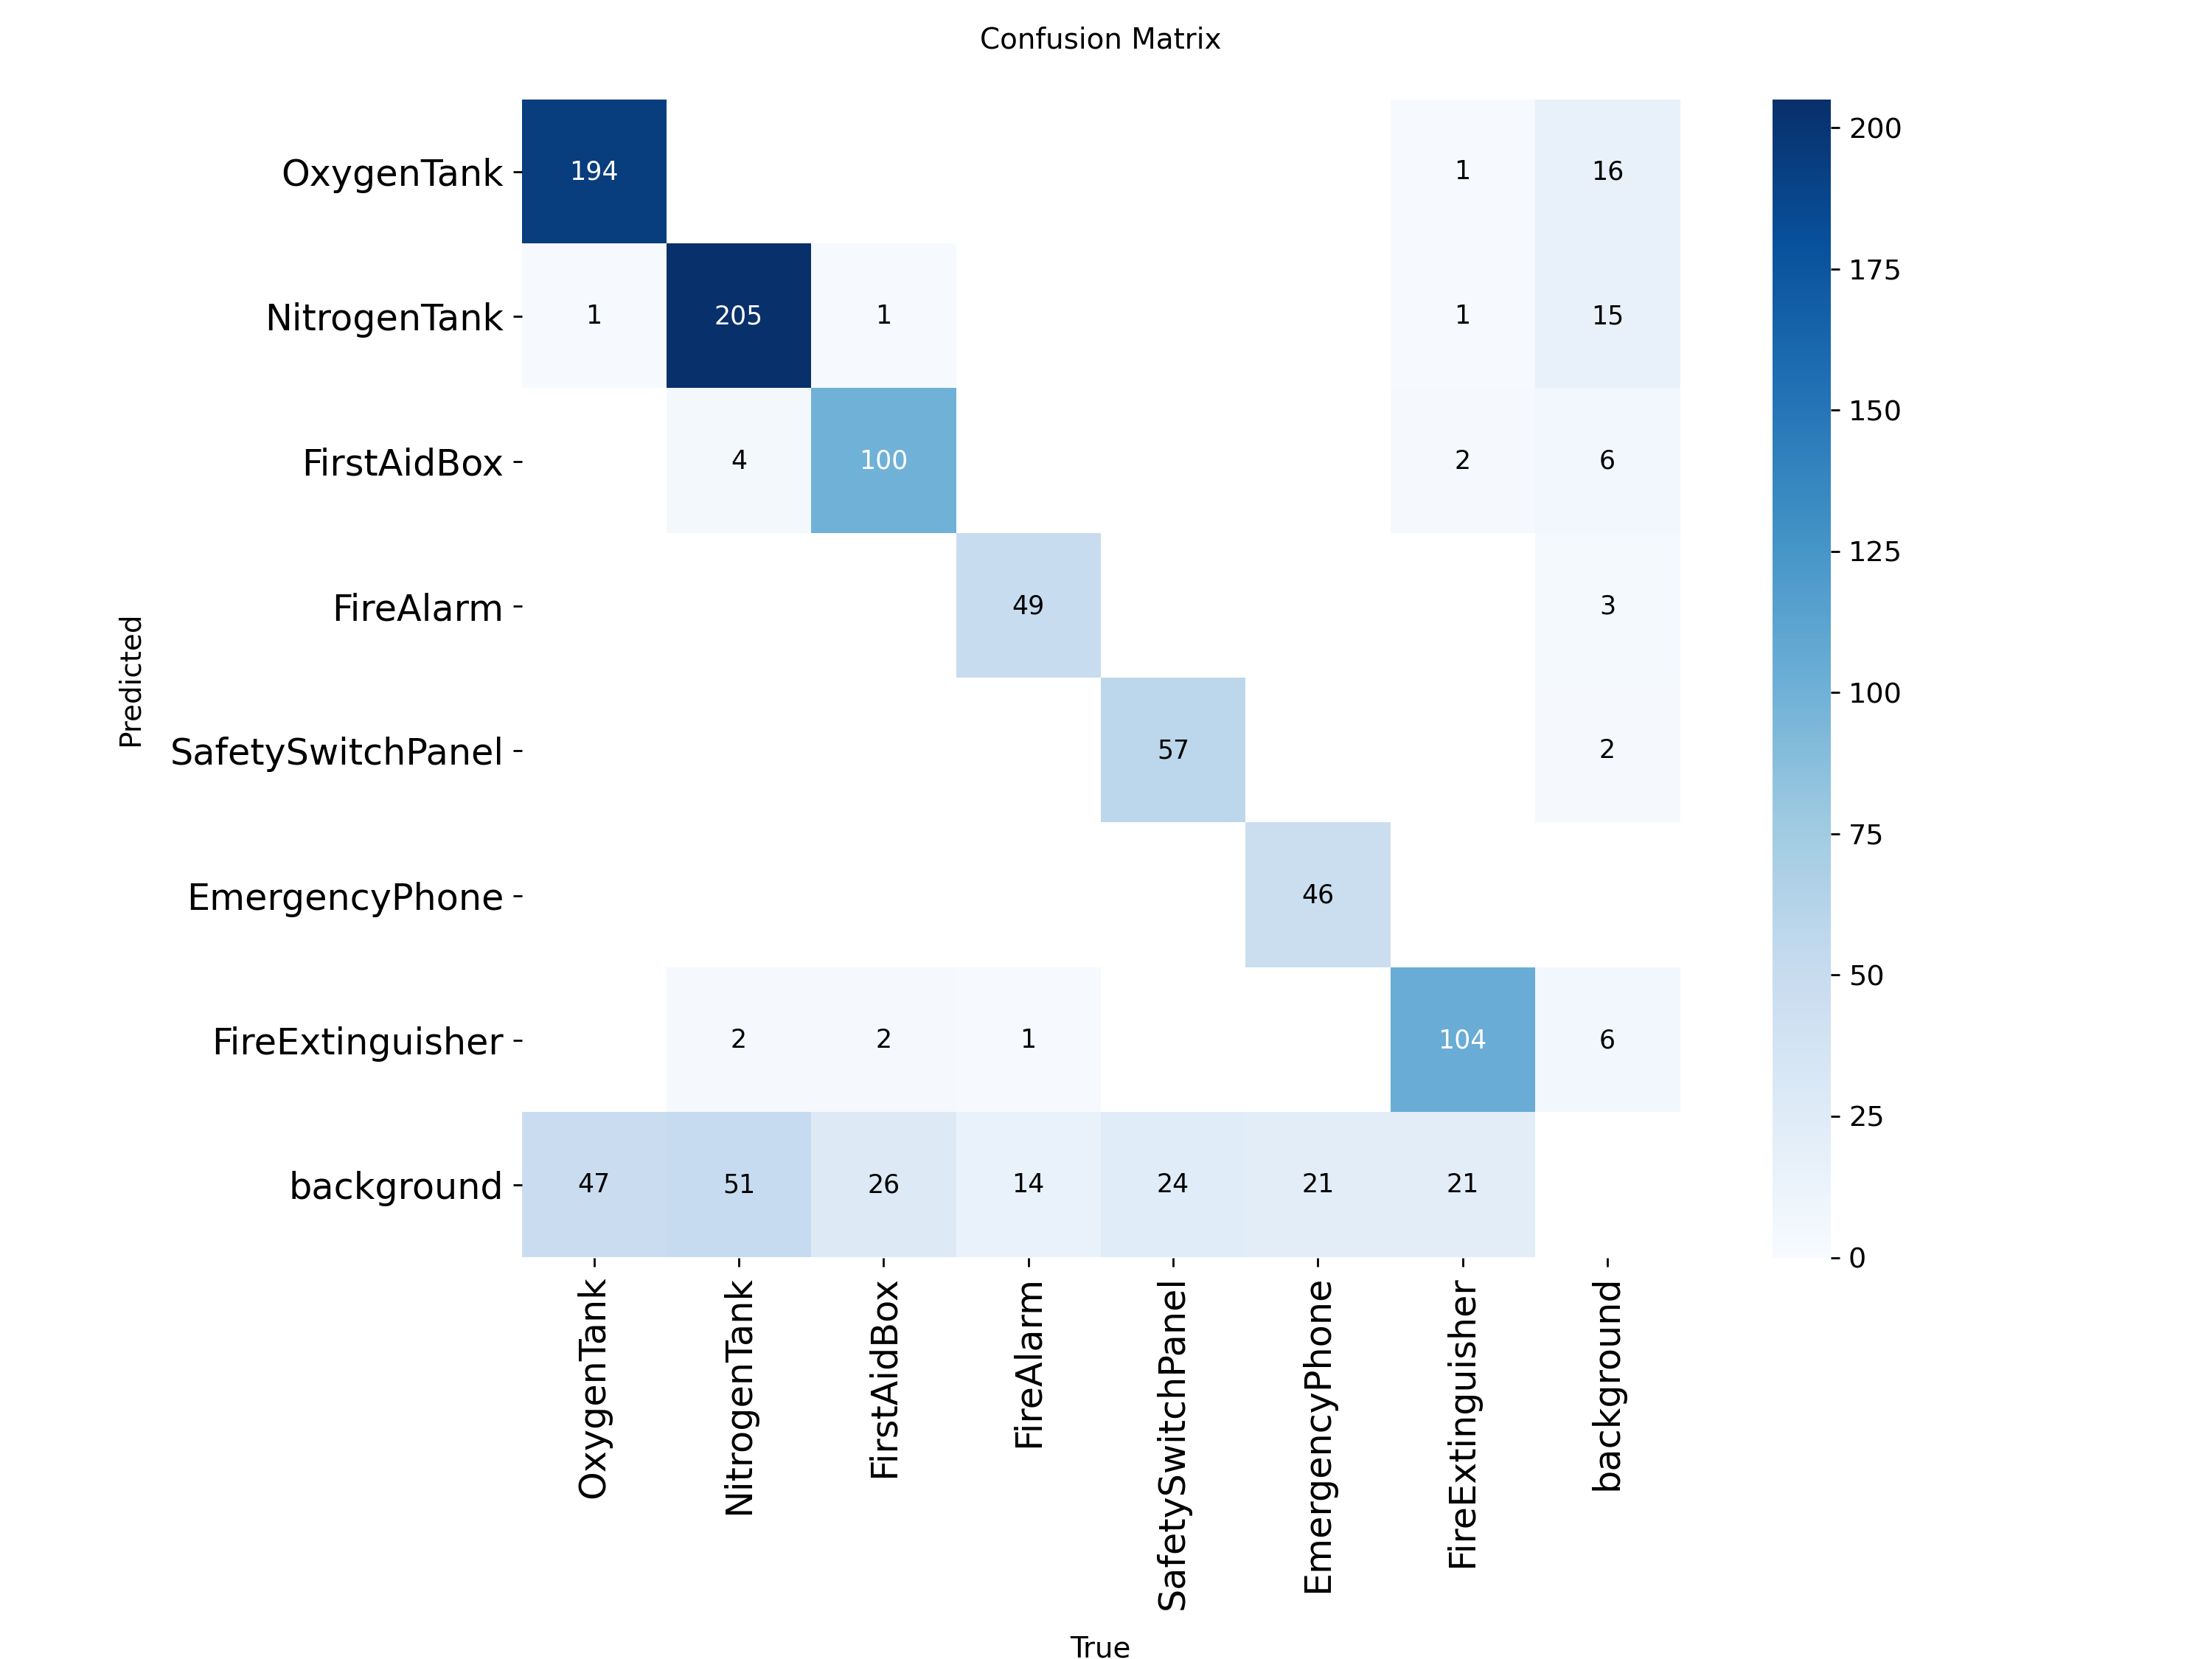 Confusion Matrix
OxygenTank 194 1 16
NitrogenTank 1 205 1 1 15
FirstAidBox 4 100 2 6
FireAlarm 49 3
SafetySwitchPanel 57 2
EmergencyPhone 46
FireExtinguisher 2 2 1 104 6
background 47 51 26 14 24 21 21
Predicted
OxygenTank
NitrogenTank
FirstAidBox
FireAlarm
SafetySwitchPanel
EmergencyPhone
FireExtinguisher
background
True
200
175
150
125
100
75
50
25
0